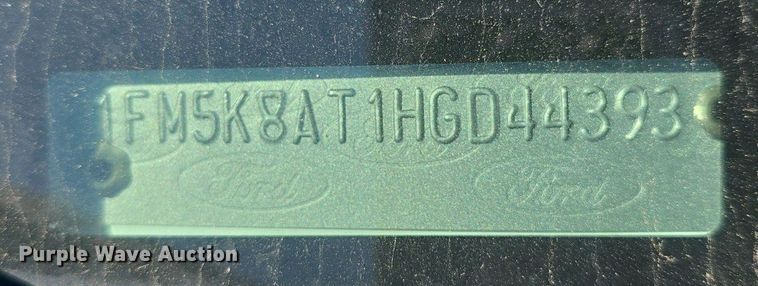 1FM5K8AT1HGD44393
Ford Ford
Purple Wave Auction